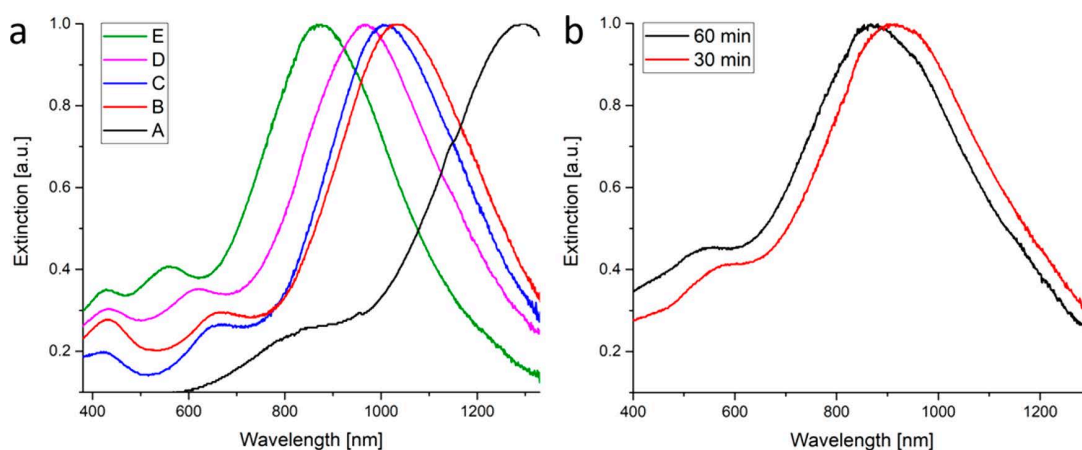 a
E
D
C
B
A
1.0
0.8
0.6
0.4
0.2
Extinction [a.u.]
400 600 800 1000 1200
Wavelength [nm]
b
60 min
30 min
1.0
0.8
0.6
0.4
0.2
Extinction [a.u.]
400 600 800 1000 1200
Wavelength [nm]